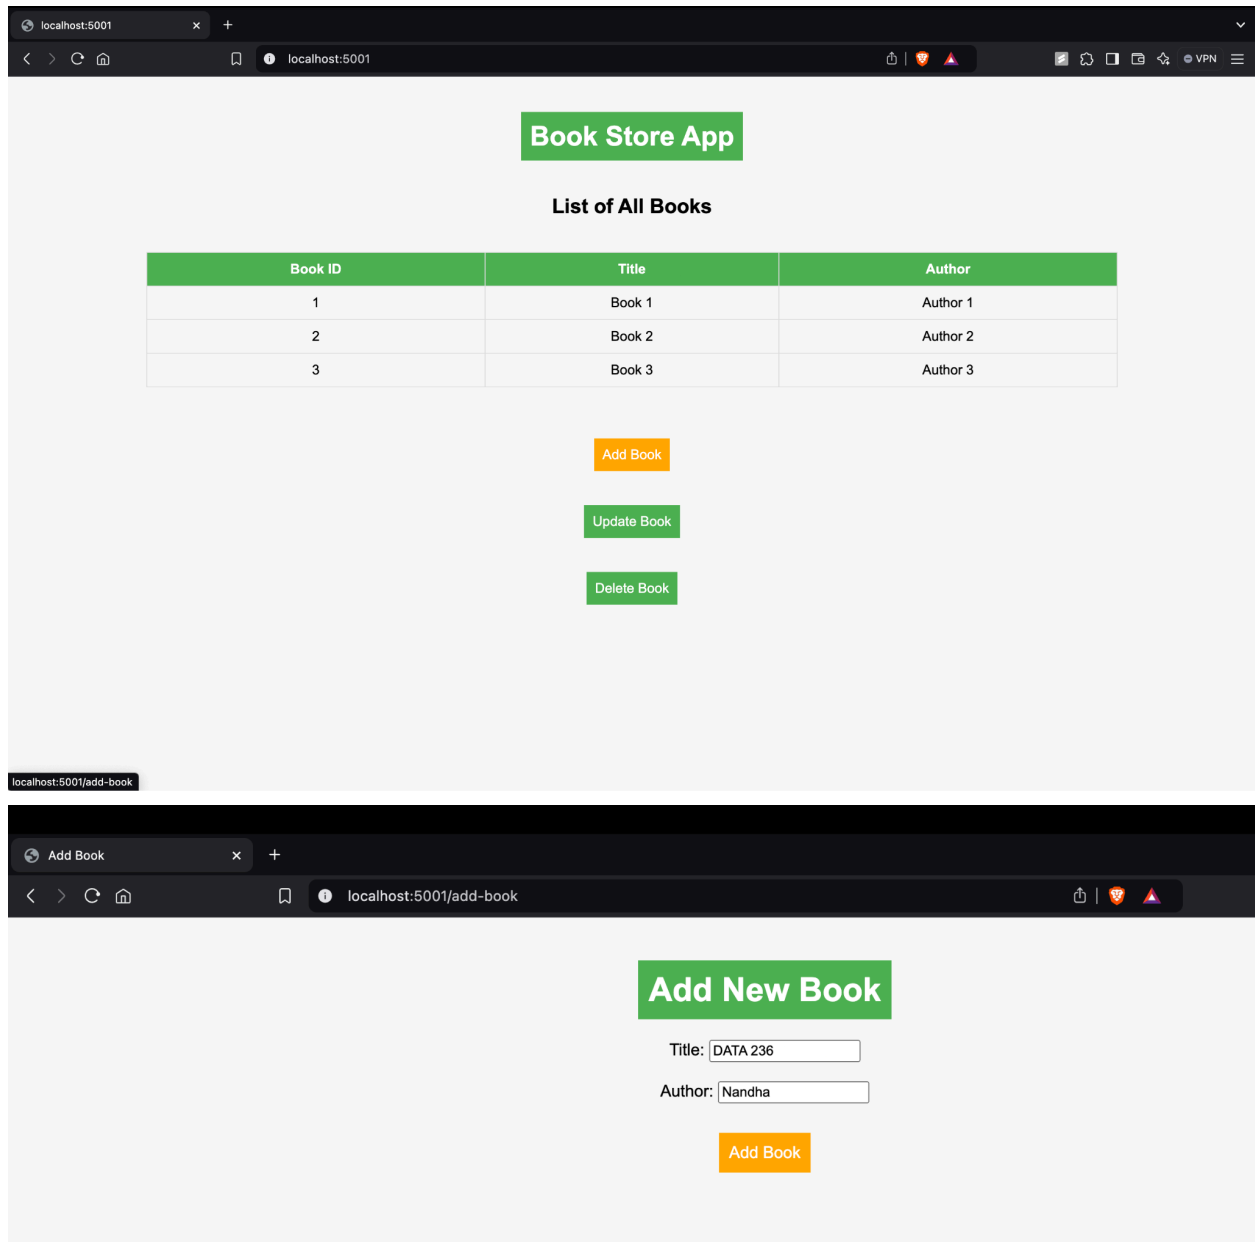 localhost:5001
localhost:5001
VPN
Book Store App
List of All Books
Book ID Title Author
1 Book 1 Author 1
2 Book 2 Author 2
3 Book 3 Author 3
Add Book
Update Book
Delete Book
localhost:5001/add-book
Add Book
localhost:5001/add-book
Add New Book
Title: DATA 236
Author: Nandha
Add Book